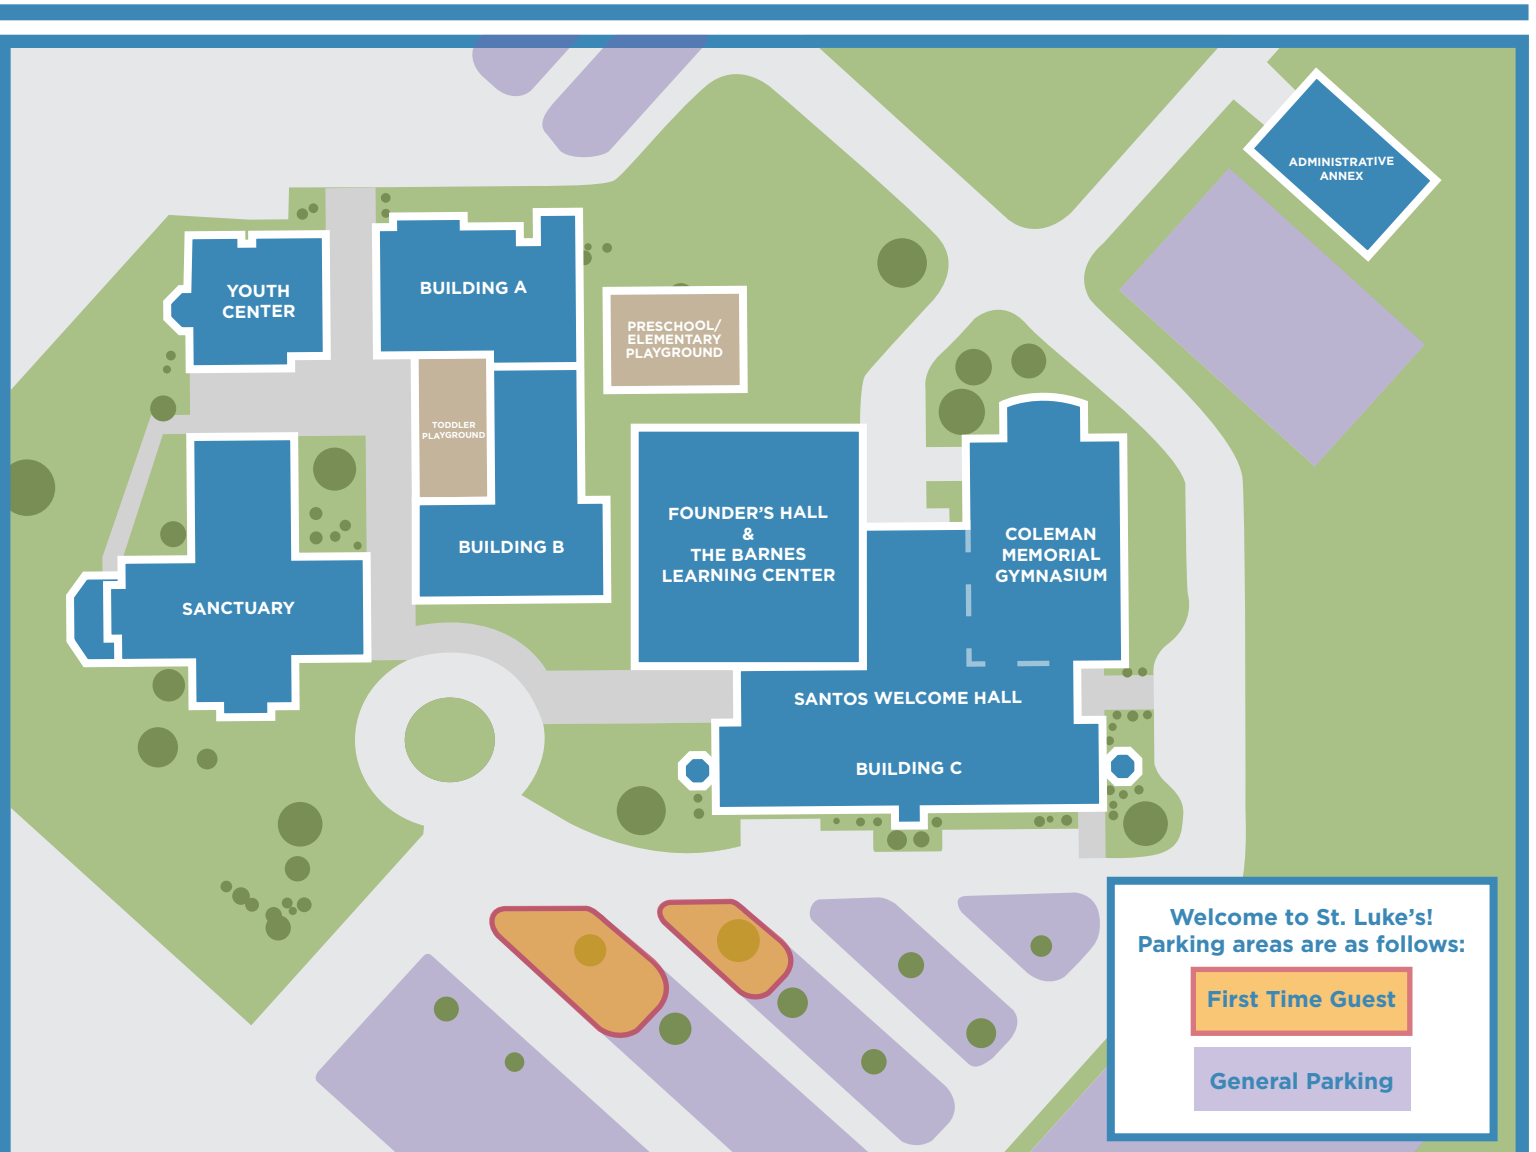 ADMINISTRATIVE
ANNEX
YOUTH
CENTER
BUILDING A
PRESCHOOL/
ELEMENTARY
PLAYGROUND
TODDLER
PLAYGROUND
FOUNDER'S HALL
&
THE BARNES
LEARNING CENTER
COLEMAN
MEMORIAL
GYMNASIUM
BUILDING B
SANCTUARY
SANTOS WELCOME HALL
BUILDING C
Welcome to St. Luke's!
Parking areas are as follows:
First Time Guest
General Parking